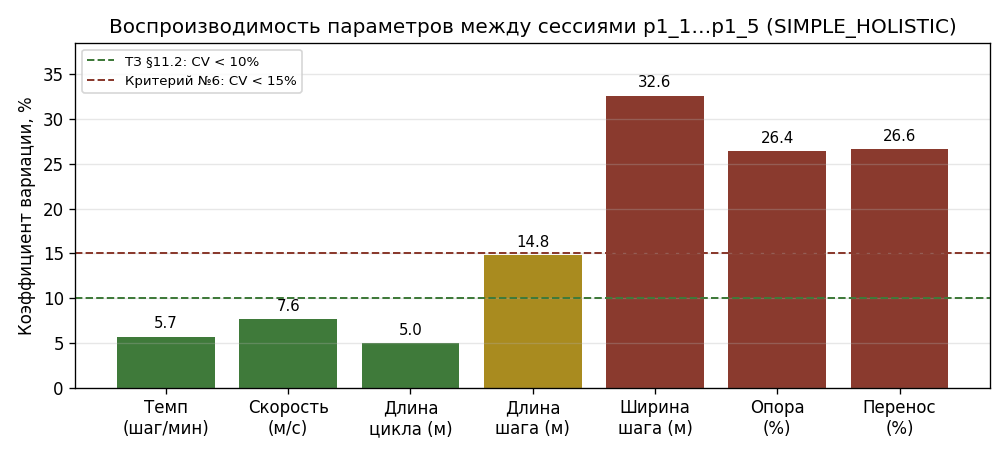 Воспроизводимость параметров между сессиями p1_1...p1_5 (SIMPLE_HOLISTIC)
ТЗ §11.2: CV < 10%
Критерий №6: CV < 15%
Коэффициент вариации, %
35
30
25
20
15
10
5
0
5.7
7.6
5.0
14.8
32.6
26.4
26.6
Темп
(шаг/мин)
Скорость
(м/с)
Длина
цикла (м)
Длина
шага (м)
Ширина
шага (м)
Опора
(%)
Перенос
(%)